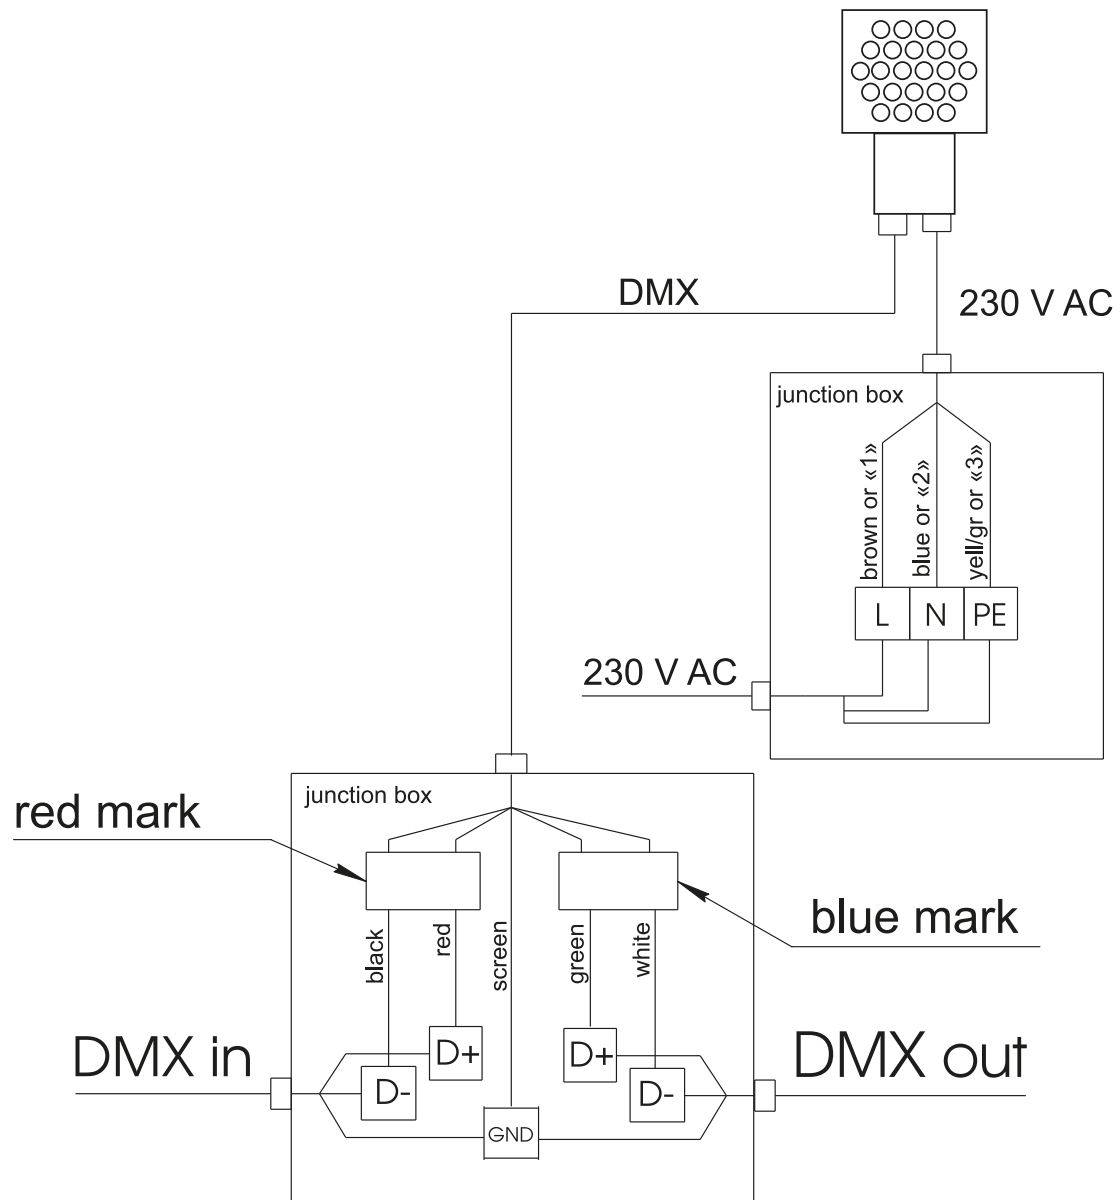 DMX
230 V AC
junction box
brown or «1»
blue or «2»
yell/gr or «3»
L
N
PE
230 V AC
junction box
red mark
blue mark
black
red
screen
green
white
DMX in
D+
D-
GND
D+
D-
DMX out